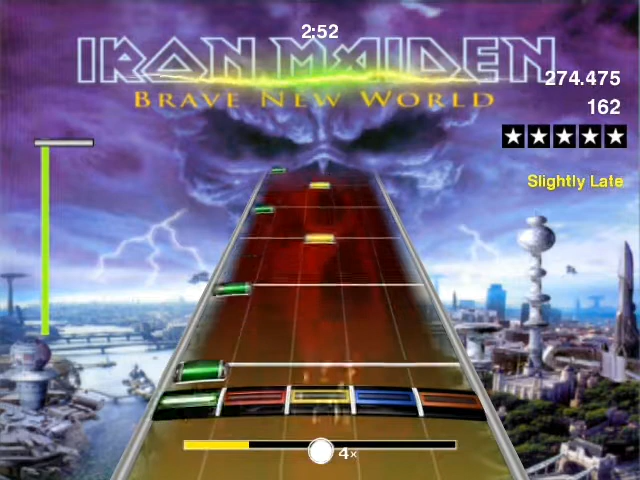 2:52
IRON MAIDEN
BRAVE NEW WORLD
274.475
162
Slightly Late
4×